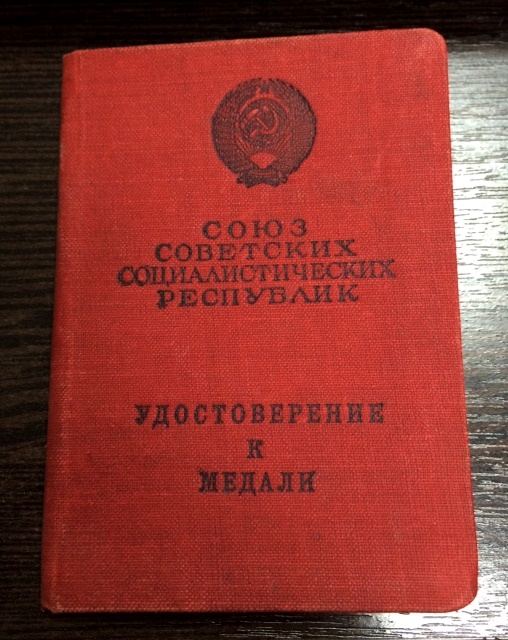 СОЮЗ
СОВЕТСКИХ
СОЦИАЛИСТИЧЕСКИХ
РЕСПУБЛИК
УДОСТОВЕРЕНИЕ
К
МЕДАЛИ